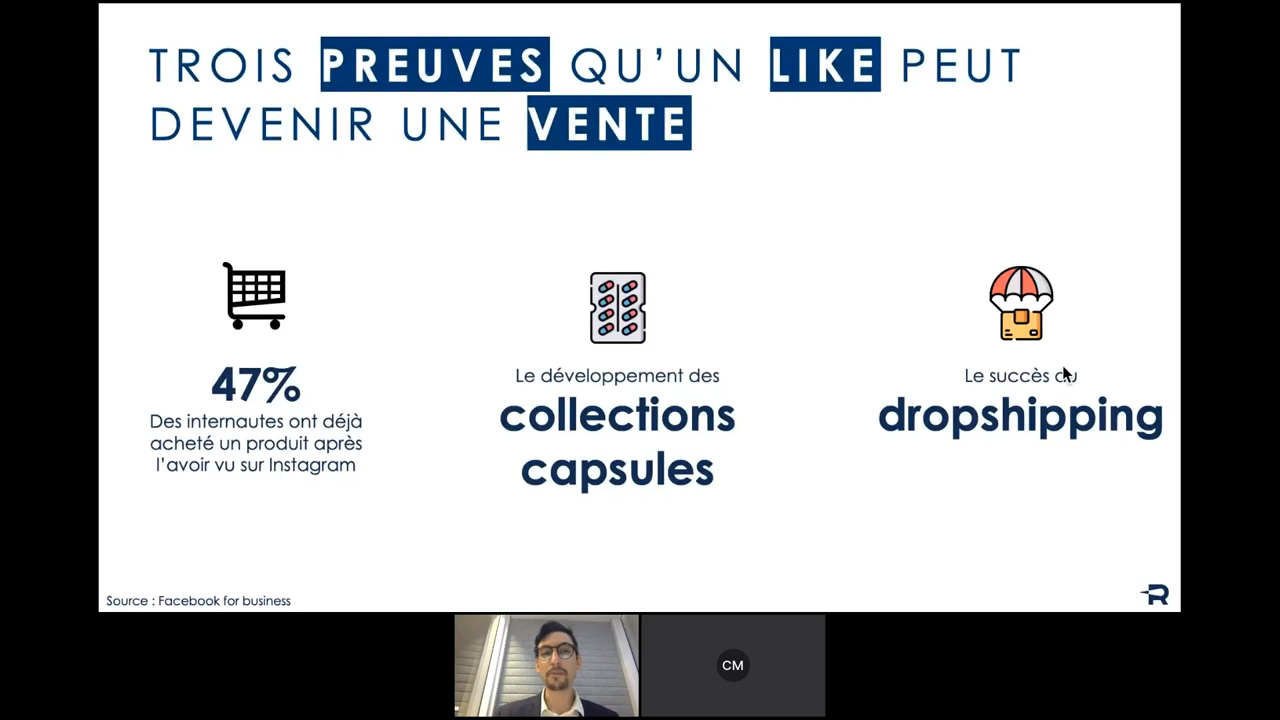 TROIS PREUVES QU'UN LIKE PEUT
DEVENIR UNE VENTE
47%
Des internautes ont déjà
acheté un produit après
l'avoir vu sur Instagram
Le développement des
collections
capsules
Le succès du
dropshipping
Source : Facebook for business
R
CM